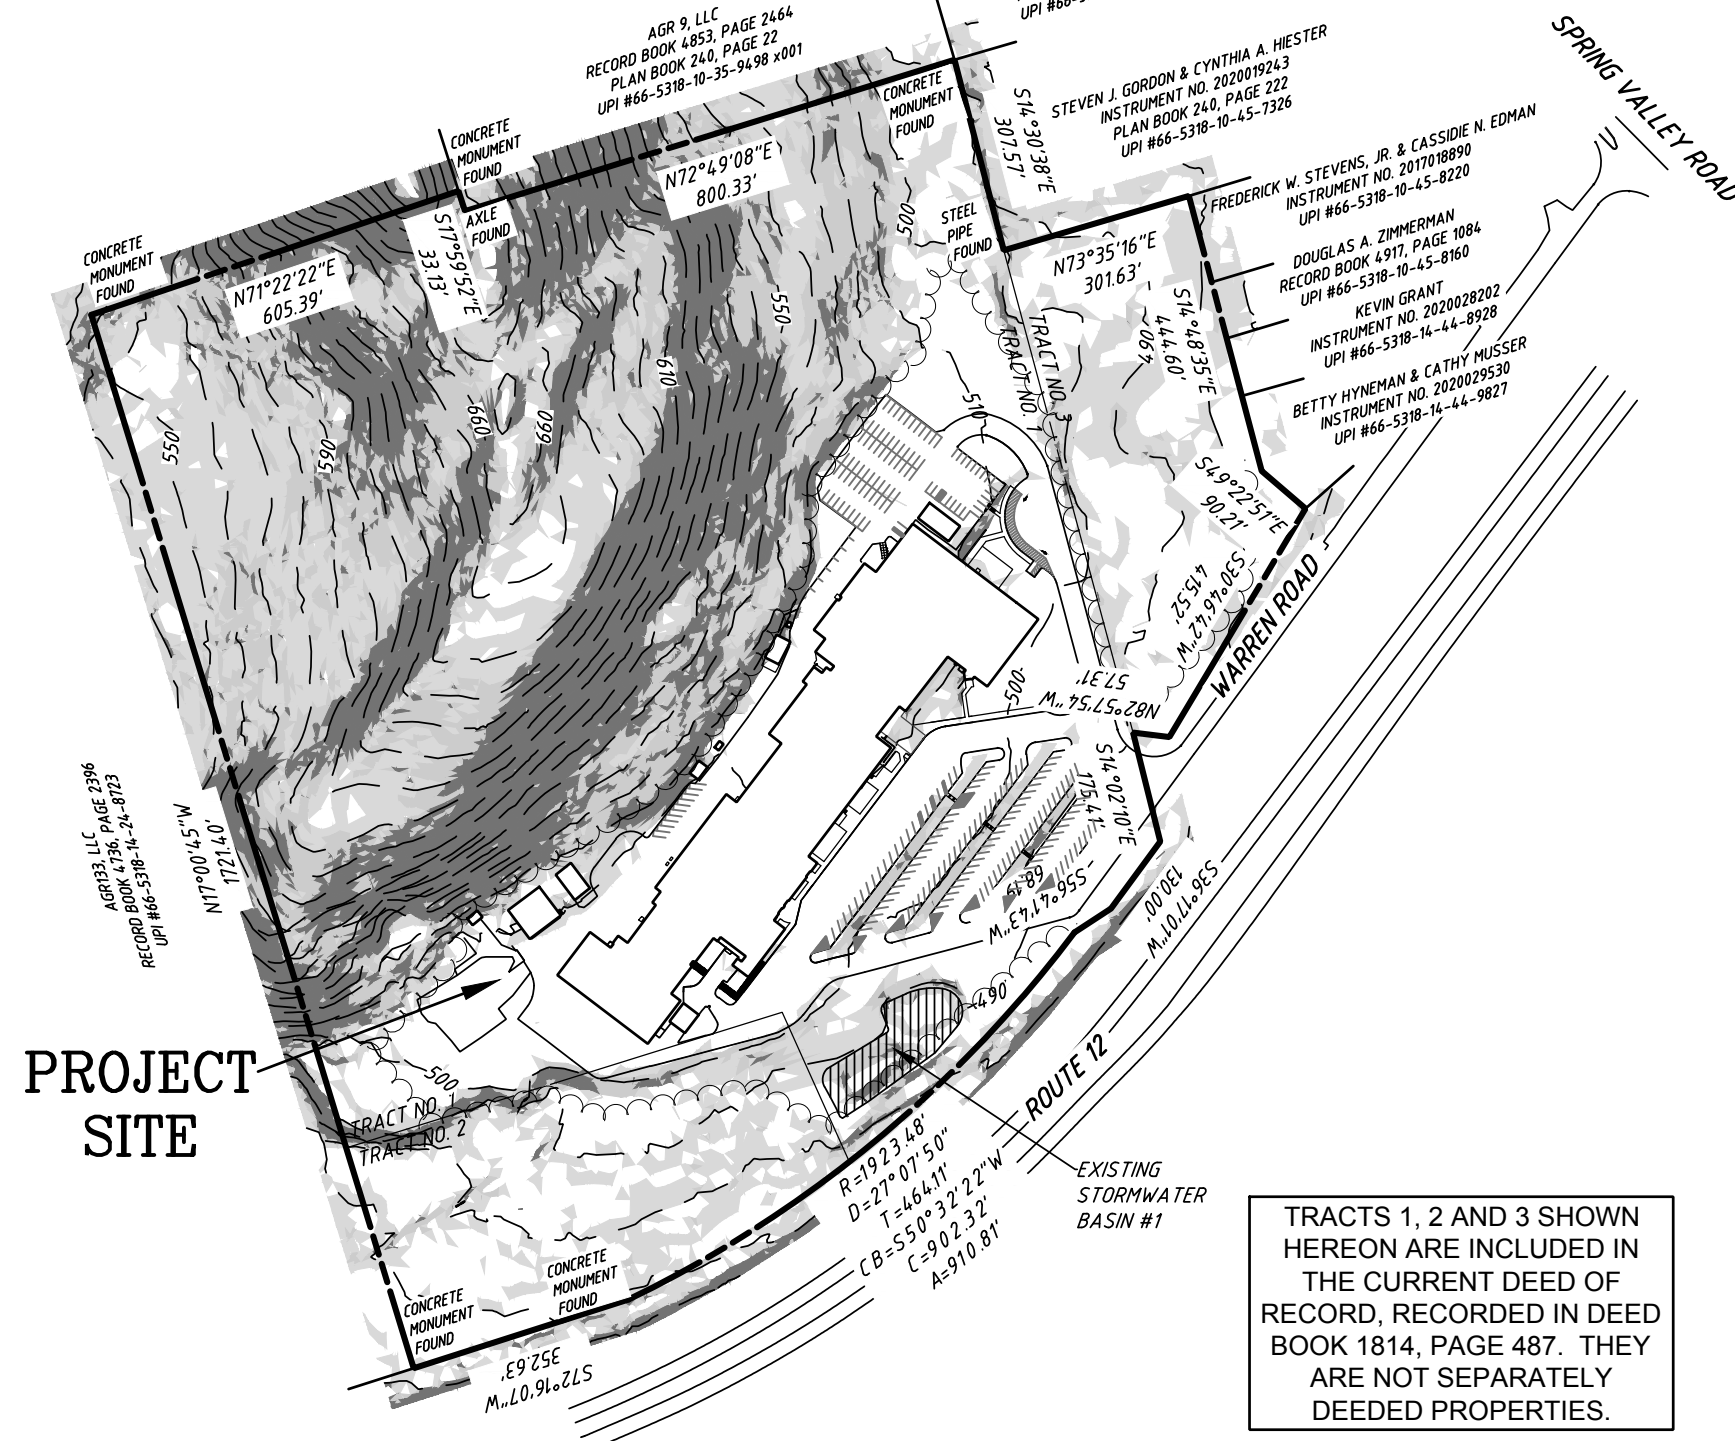 AGR 9, LLC
RECORD BOOK 4853, PAGE 2464
PLAN BOOK 240, PAGE 22
UPI #66-5318-10-35-9498 x001
STEVEN J. GORDON & CYNTHIA A. HIESTER
INSTRUMENT NO. 2020019243
PLAN BOOK 240, PAGE 222
UPI #66-5318-10-45-7326
SPRING VALLEY ROAD
FREDERICK W. STEVENS, JR. & CASSIDIE N. EDMAN
INSTRUMENT NO. 2017018890
UPI #66-5318-10-45-8220
DOUGLAS A. ZIMMERMAN
RECORD BOOK 4917, PAGE 1084
UPI #66-5318-10-45-8160
KEVIN GRANT
INSTRUMENT NO. 2020028202
UPI #66-5318-14-44-8928
BETTY HYNEMAN & CATHY MUSSER
INSTRUMENT NO. 2020029530
UPI #66-5318-14-44-9827
CONCRETE
MONUMENT
FOUND
N71°22'22"E
605.39'
CONCRETE
MONUMENT
FOUND
S17°59'52"E
33.13'
AXLE
FOUND
N72°49'08"E
800.33'
CONCRETE
MONUMENT
FOUND
S14°30'38"E
307.57'
STEEL
PIPE
FOUND
N73°35'16"E
301.63'
S14°48'35"E
444.60'
S49°22'51"E
90.21'
S30°46'42"W
415.52'
WARREN ROAD
N82°57'54"W
57.31'
S14°02'10"E
175.41'
S36°17'01"W
130.00'
S56°41'43"W
68.19
550
590
660
660
610
550
500
510
490
500
490
500
TRACT NO. 3
TRACT NO. 1
AGR133, LLC
RECORD BOOK 4736, PAGE 2396
UPI #66-5318-14-24-8723
N17°00'45"W
1721.40'
PROJECT
SITE
TRACT NO. 1
TRACT NO. 2
ROUTE 12
R=1923.48'
D=27°07'50"
T=464.11'
CB=S50°32'22"W
C=902.32'
A=910.81'
EXISTING
STORMWATER
BASIN #1
CONCRETE
MONUMENT
FOUND
CONCRETE
MONUMENT
FOUND
S72°16'07"W
352.63'
TRACTS 1, 2 AND 3 SHOWN
HEREON ARE INCLUDED IN
THE CURRENT DEED OF
RECORD, RECORDED IN DEED
BOOK 1814, PAGE 487. THEY
ARE NOT SEPARATELY
DEEDED PROPERTIES.